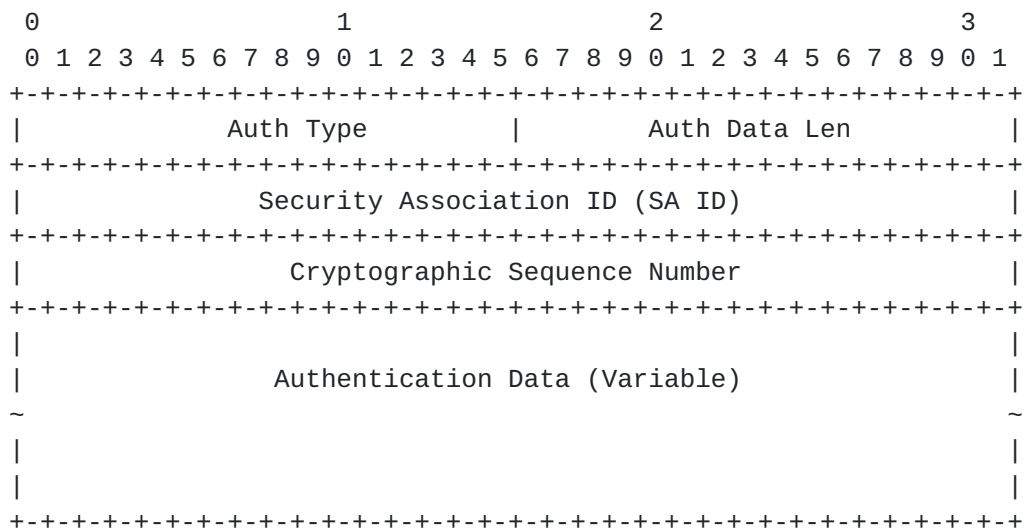 0                   1                   2                   3
 0 1 2 3 4 5 6 7 8 9 0 1 2 3 4 5 6 7 8 9 0 1 2 3 4 5 6 7 8 9 0 1
+-+-+-+-+-+-+-+-+-+-+-+-+-+-+-+-+-+-+-+-+-+-+-+-+-+-+-+-+-+-+-+-+
|             Auth Type         |        Auth Data Len          |
+-+-+-+-+-+-+-+-+-+-+-+-+-+-+-+-+-+-+-+-+-+-+-+-+-+-+-+-+-+-+-+-+
|               Security Association ID (SA ID)                 |
+-+-+-+-+-+-+-+-+-+-+-+-+-+-+-+-+-+-+-+-+-+-+-+-+-+-+-+-+-+-+-+-+
|                 Cryptographic Sequence Number                 |
+-+-+-+-+-+-+-+-+-+-+-+-+-+-+-+-+-+-+-+-+-+-+-+-+-+-+-+-+-+-+-+-+
|                                                               |
|                Authentication Data (Variable)                 |
~                                                               ~
|                                                               |
|                                                               |
+-+-+-+-+-+-+-+-+-+-+-+-+-+-+-+-+-+-+-+-+-+-+-+-+-+-+-+-+-+-+-+-+